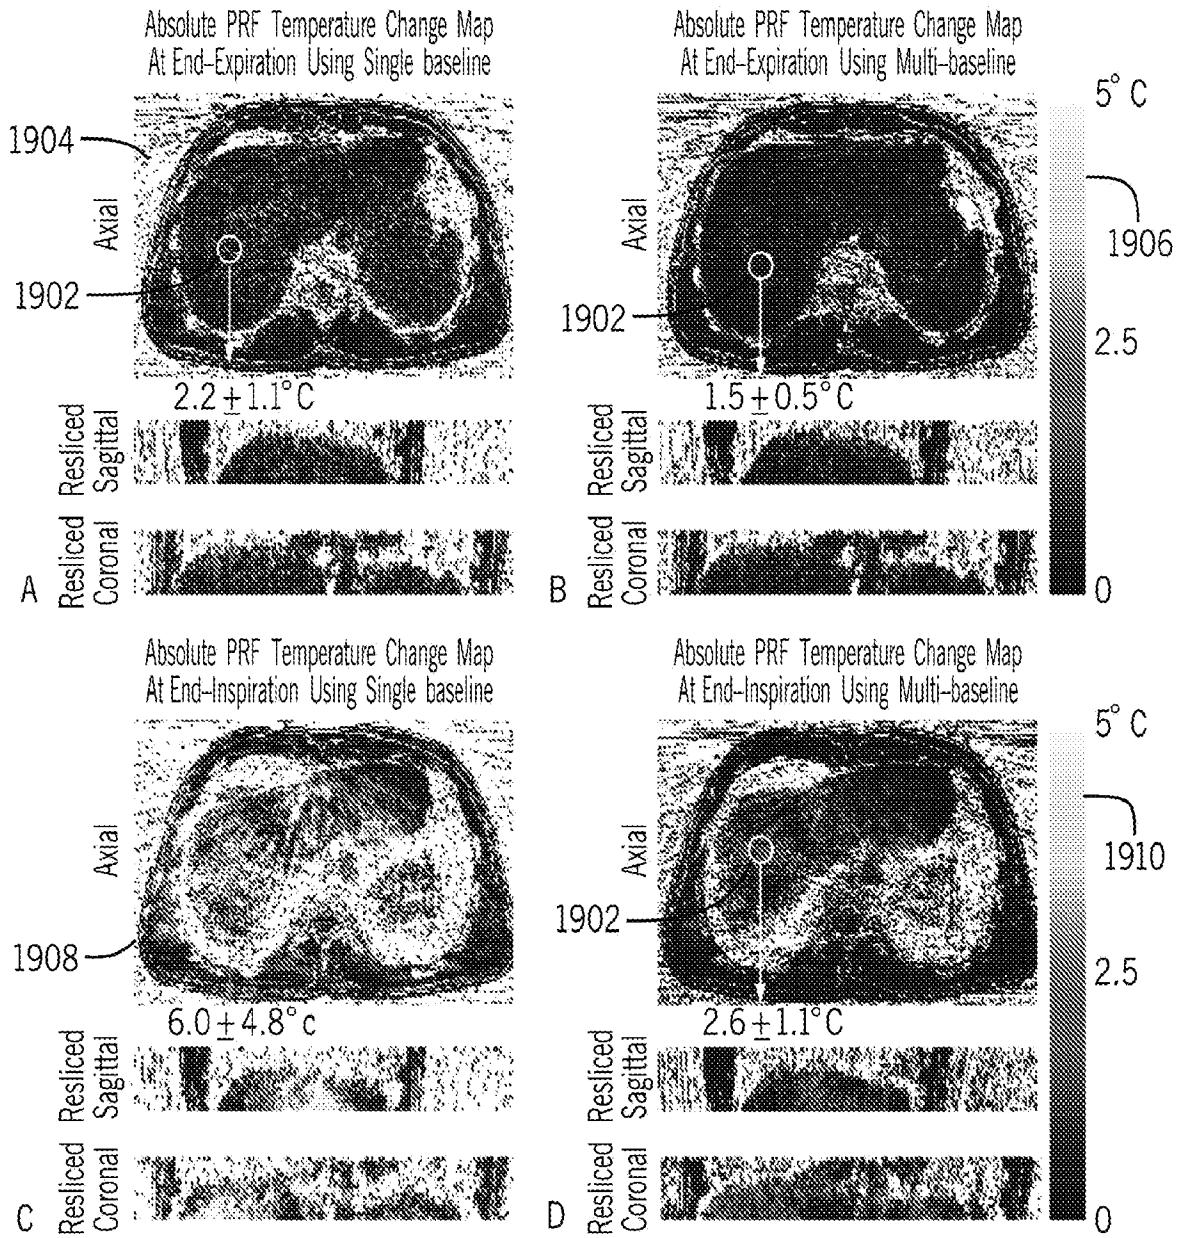 Absolute PRF Temperature Change Map
At End-Expiration Using Single baseline
Absolute PRF Temperature Change Map
At End-Expiration Using Multi-baseline
5° C
1904
Axial
Axial
1906
1902
1902
2.5
2.2 ± 1.1° C
1.5 ± 0.5° C
Resliced
Sagittal
Resliced
Sagittal
A
Resliced
Coronal
B
Resliced
Coronal
0
Absolute PRF Temperature Change Map
At End-Inspiration Using Single baseline
Absolute PRF Temperature Change Map
At End-Inspiration Using Multi-baseline
5° C
Axial
Axial
1910
1902
1908
2.5
6.0 ± 4.8° c
2.6 ± 1.1° C
Resliced
Sagittal
Resliced
Sagittal
C
Resliced
Coronal
D
Resliced
Coronal
0